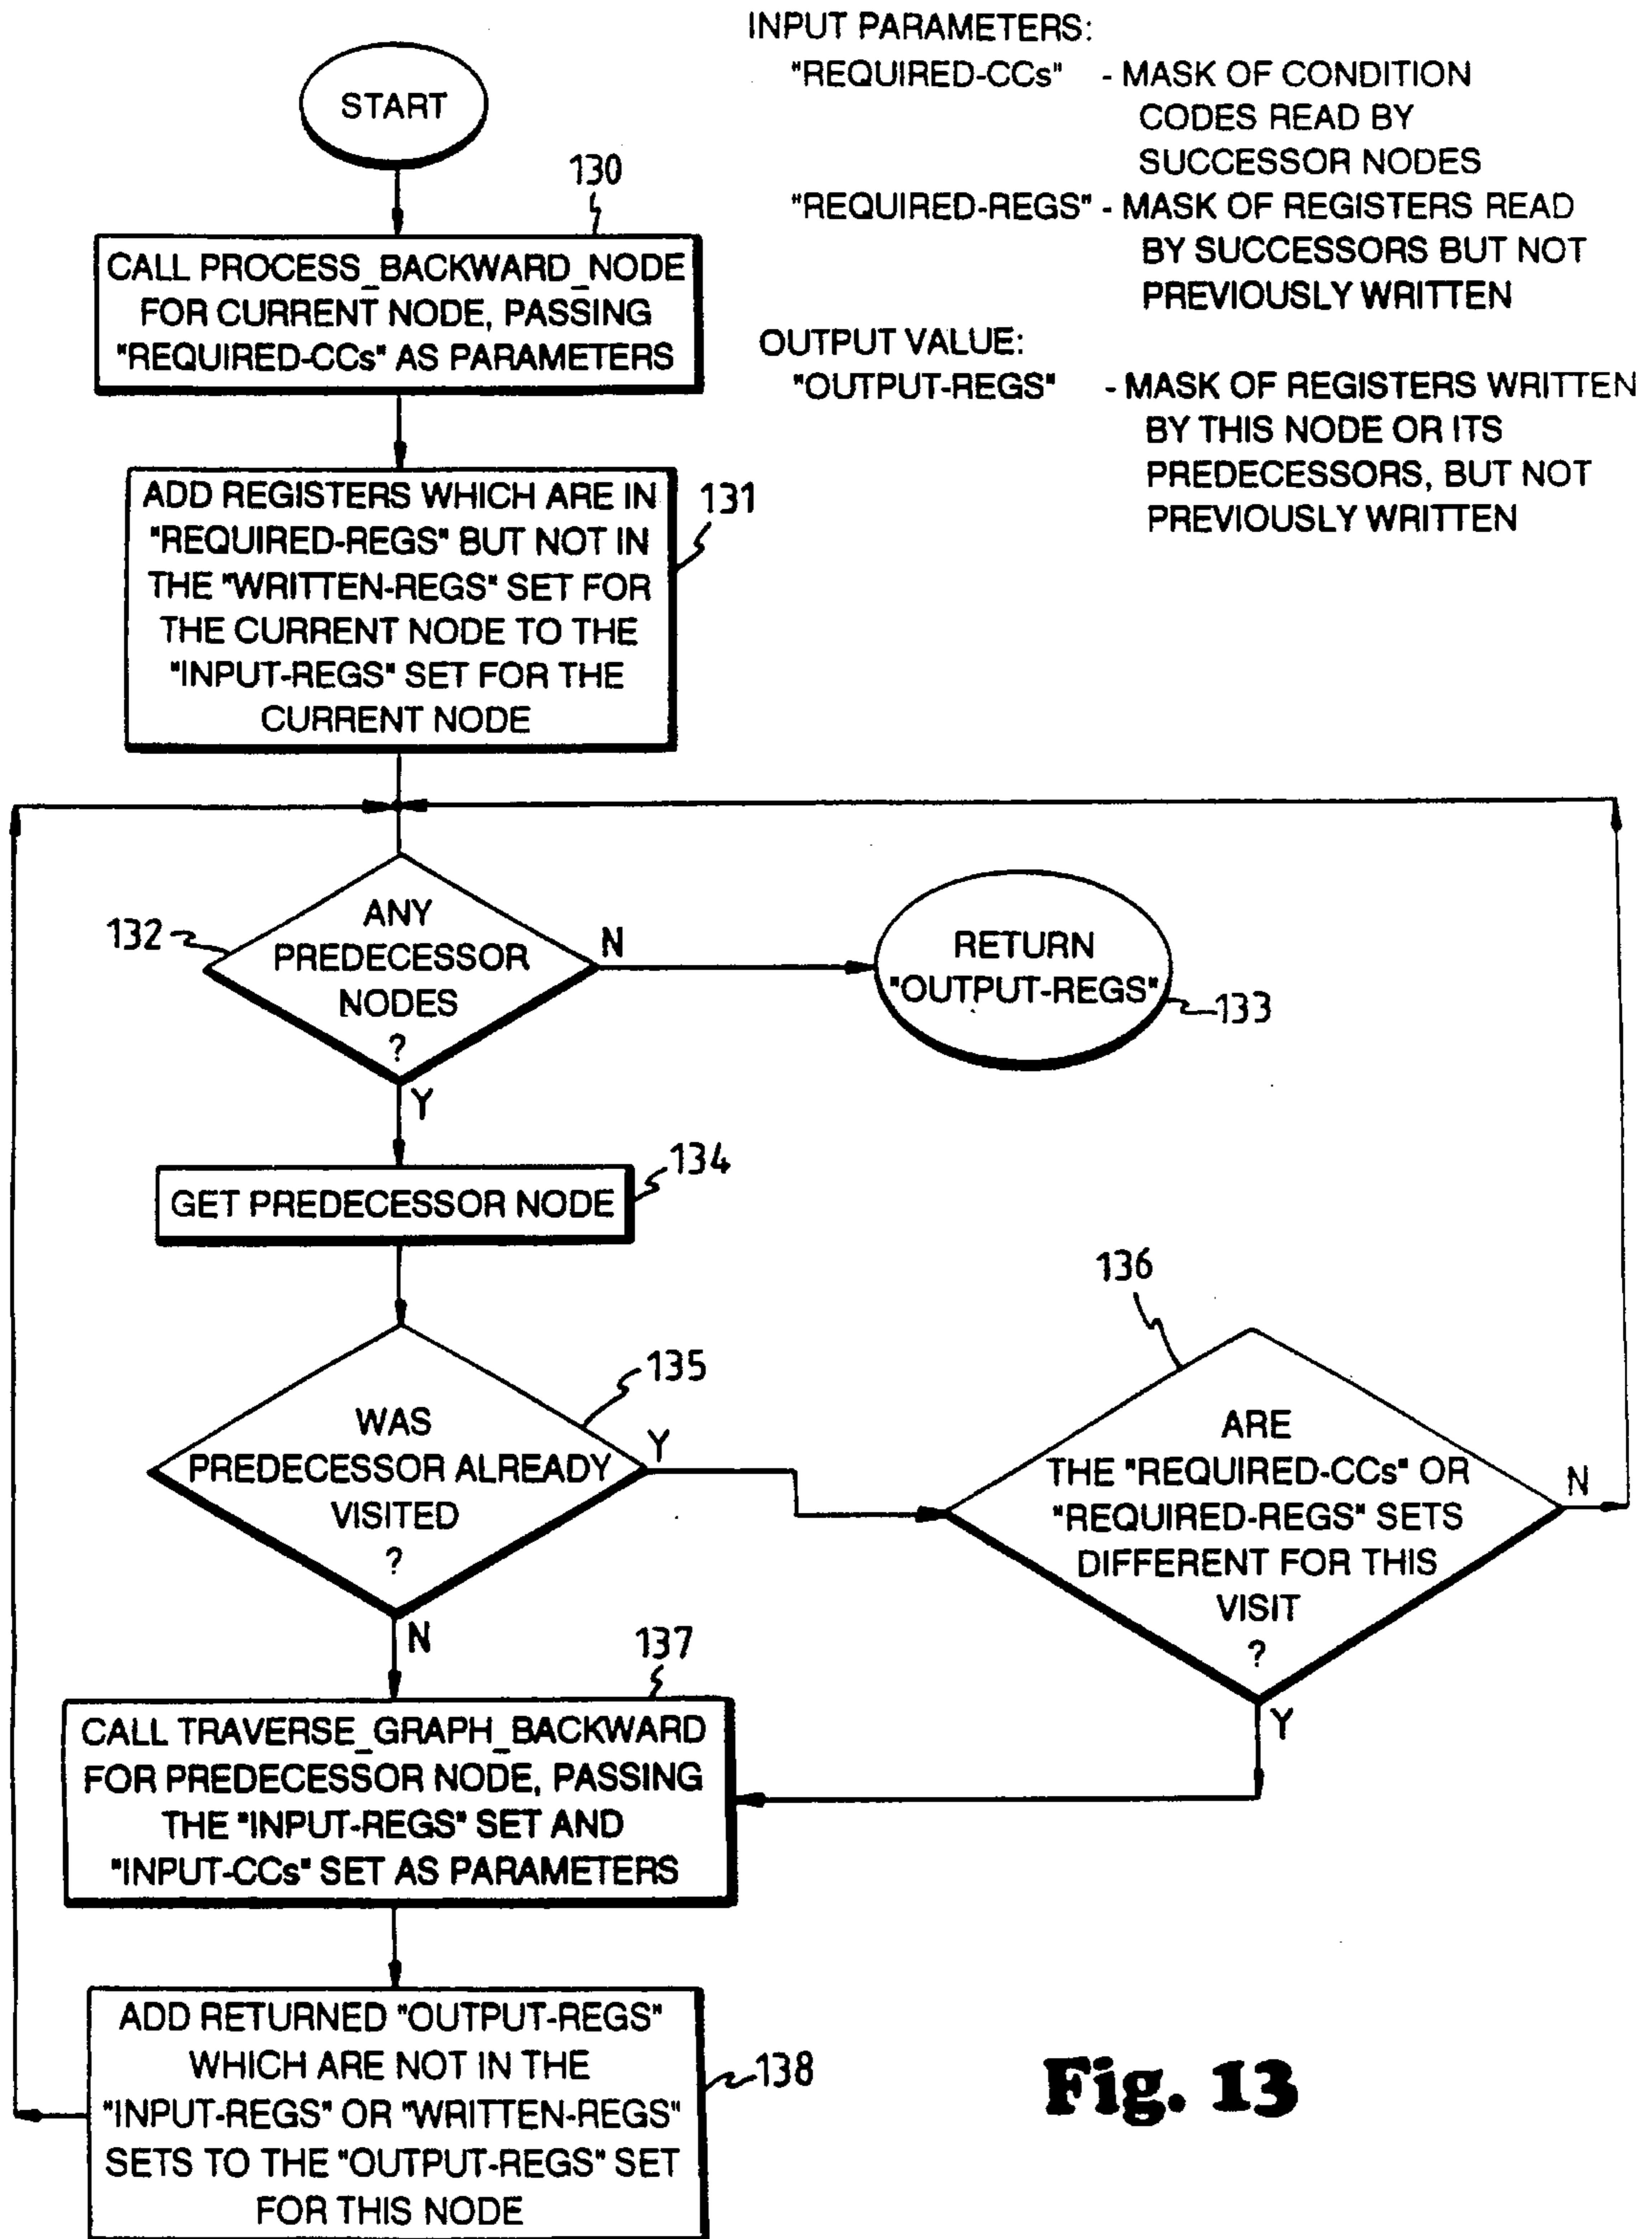 INPUT PARAMETERS:
"REQUIRED-CCs" - MASK OF CONDITION
CODES READ BY
SUCCESSOR NODES
"REQUIRED-REGS" - MASK OF REGISTERS READ
BY SUCCESSORS BUT NOT
PREVIOUSLY WRITTEN
OUTPUT VALUE:
"OUTPUT-REGS" - MASK OF REGISTERS WRITTEN
BY THIS NODE OR ITS
PREDECESSORS, BUT NOT
PREVIOUSLY WRITTEN
START
130
CALL PROCESS_BACKWARD_NODE
FOR CURRENT NODE, PASSING
"REQUIRED-CCs" AS PARAMETERS
131
ADD REGISTERS WHICH ARE IN
"REQUIRED-REGS" BUT NOT IN
THE "WRITTEN-REGS" SET FOR
THE CURRENT NODE TO THE
"INPUT-REGS" SET FOR THE
CURRENT NODE
132
ANY
PREDECESSOR
NODES
?
N
Y
RETURN
"OUTPUT-REGS"
133
134
GET PREDECESSOR NODE
135
WAS
PREDECESSOR ALREADY
VISITED
?
Y
N
136
ARE
THE "REQUIRED-CCs" OR
"REQUIRED-REGS" SETS
DIFFERENT FOR THIS
VISIT
?
N
Y
137
CALL TRAVERSE_GRAPH_BACKWARD
FOR PREDECESSOR NODE, PASSING
THE "INPUT-REGS" SET AND
"INPUT-CCs" SET AS PARAMETERS
138
ADD RETURNED "OUTPUT-REGS"
WHICH ARE NOT IN THE
"INPUT-REGS" OR "WRITTEN-REGS"
SETS TO THE "OUTPUT-REGS" SET
FOR THIS NODE
Fig. 13